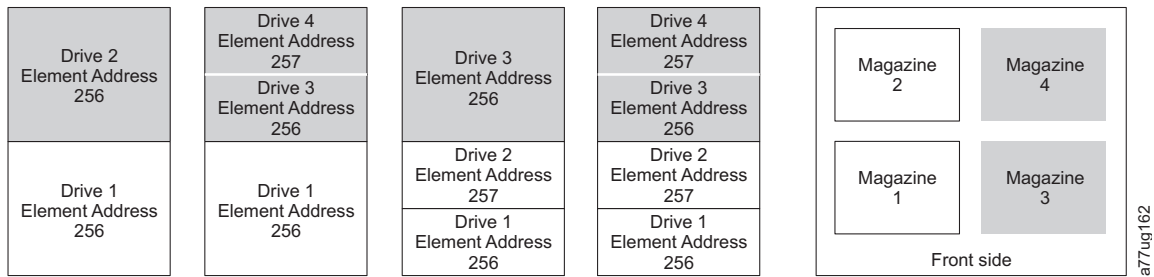 Drive 2
Element Address
256
Drive 1
Element Address
256
Drive 4
Element Address
257
Drive 3
Element Address
256
Drive 1
Element Address
256
Drive 3
Element Address
256
Drive 2
Element Address
257
Drive 1
Element Address
256
Drive 4
Element Address
257
Drive 3
Element Address
256
Drive 2
Element Address
257
Drive 1
Element Address
256
Magazine
2
Magazine
4
Magazine
1
Magazine
3
Front side
a77ug162